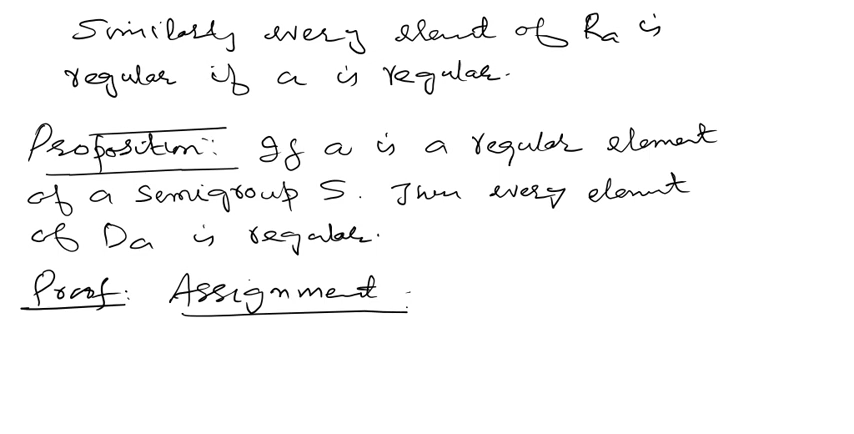 Similarly every elemet of Ra is
regular if a is regular.
Proposition: If a is a regular element
of a semigroup S. Then every element
of Da is regular.
Proof: Assignment.